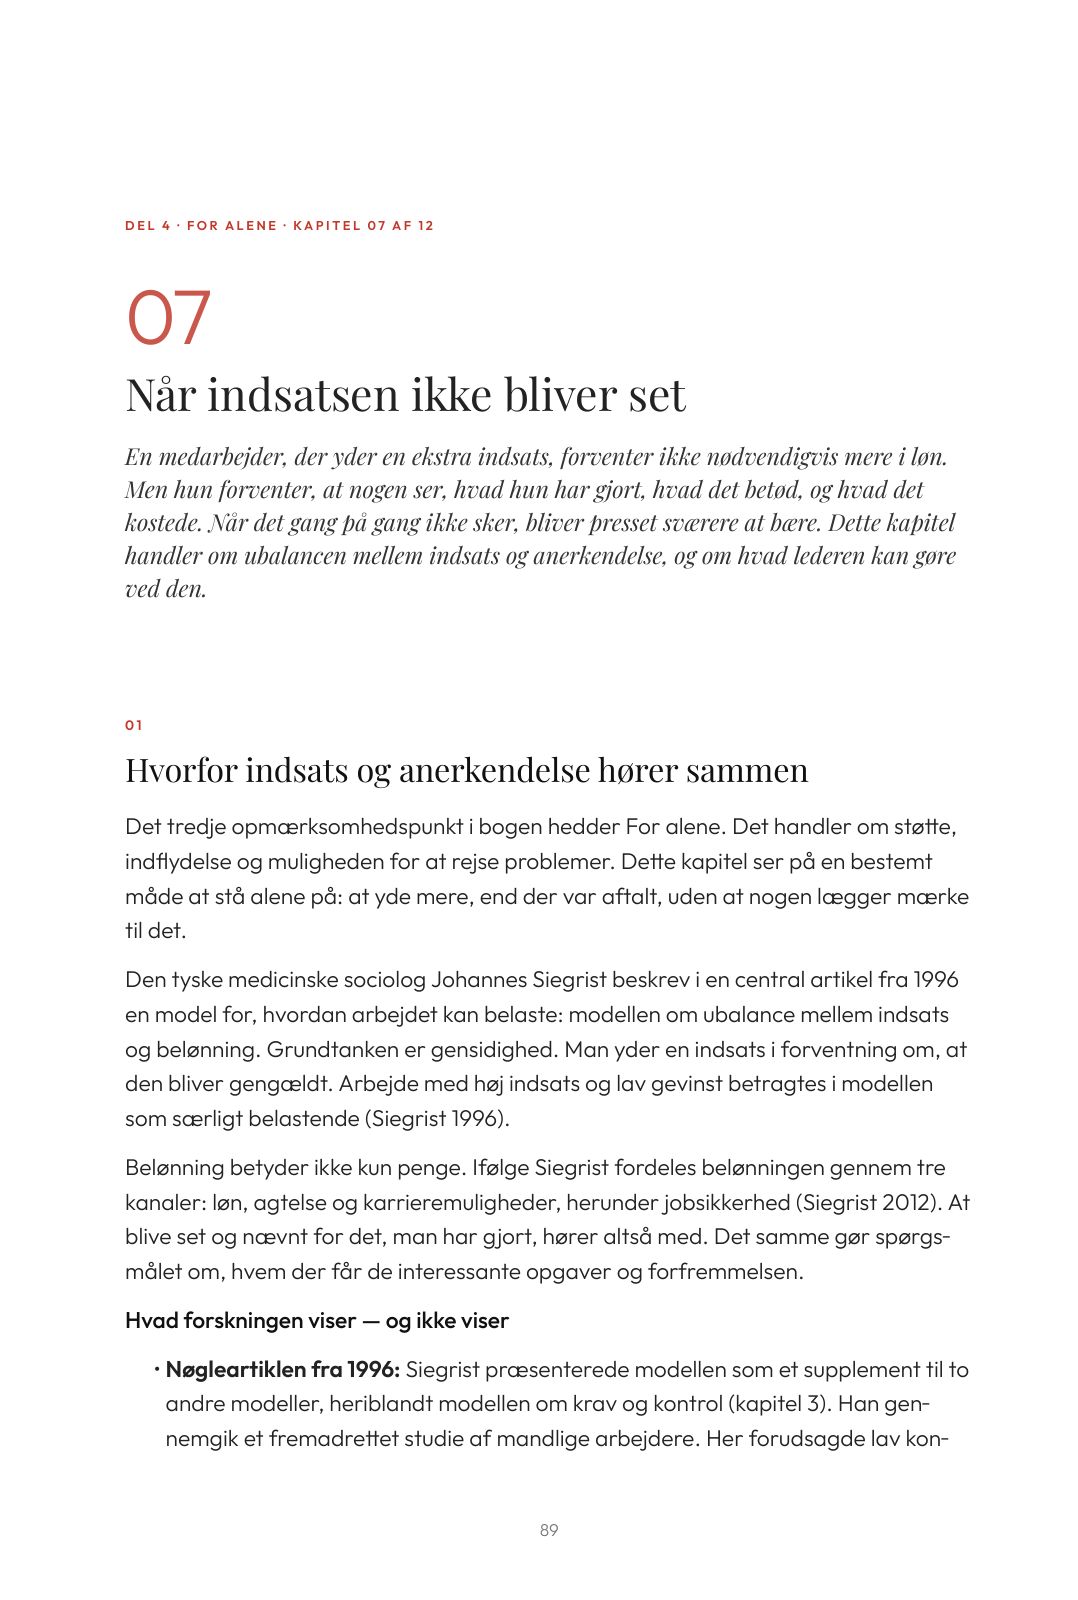 DEL 4 · FOR ALENE · KAPITEL 07 AF 12
07
Når indsatsen ikke bliver set
En medarbejder, der yder en ekstra indsats, forventer ikke nødvendigvis mere i løn.
Men hun forventer, at nogen ser, hvad hun har gjort, hvad det betød, og hvad det
kostede. Når det gang på gang ikke sker, bliver presset sværere at bære. Dette kapitel
handler om ubalancen mellem indsats og anerkendelse, og om hvad lederen kan gøre
ved den.
01
Hvorfor indsats og anerkendelse hører sammen
Det tredje opmærksomhedspunkt i bogen hedder For alene. Det handler om støtte,
indflydelse og muligheden for at rejse problemer. Dette kapitel ser på en bestemt
måde at stå alene på: at yde mere, end der var aftalt, uden at nogen lægger mærke
til det.
Den tyske medicinske sociolog Johannes Siegrist beskrev i en central artikel fra 1996
en model for, hvordan arbejdet kan belaste: modellen om ubalance mellem indsats
og belønning. Grundtanken er gensidighed. Man yder en indsats i forventning om, at
den bliver gengældt. Arbejde med høj indsats og lav gevinst betragtes i modellen
som særligt belastende (Siegrist 1996).
Belønning betyder ikke kun penge. Ifølge Siegrist fordeles belønningen gennem tre
kanaler: løn, agtelse og karrieremuligheder, herunder jobsikkerhed (Siegrist 2012). At
blive set og nævnt for det, man har gjort, hører altså med. Det samme gør spørgs-
målet om, hvem der får de interessante opgaver og forfremmelsen.
Hvad forskningen viser — og ikke viser
• Nøgleartiklen fra 1996: Siegrist præsenterede modellen som et supplement til to
andre modeller, heriblandt modellen om krav og kontrol (kapitel 3). Han gen-
nemgik et fremadrettet studie af mandlige arbejdere. Her forudsagde lav kon-
89